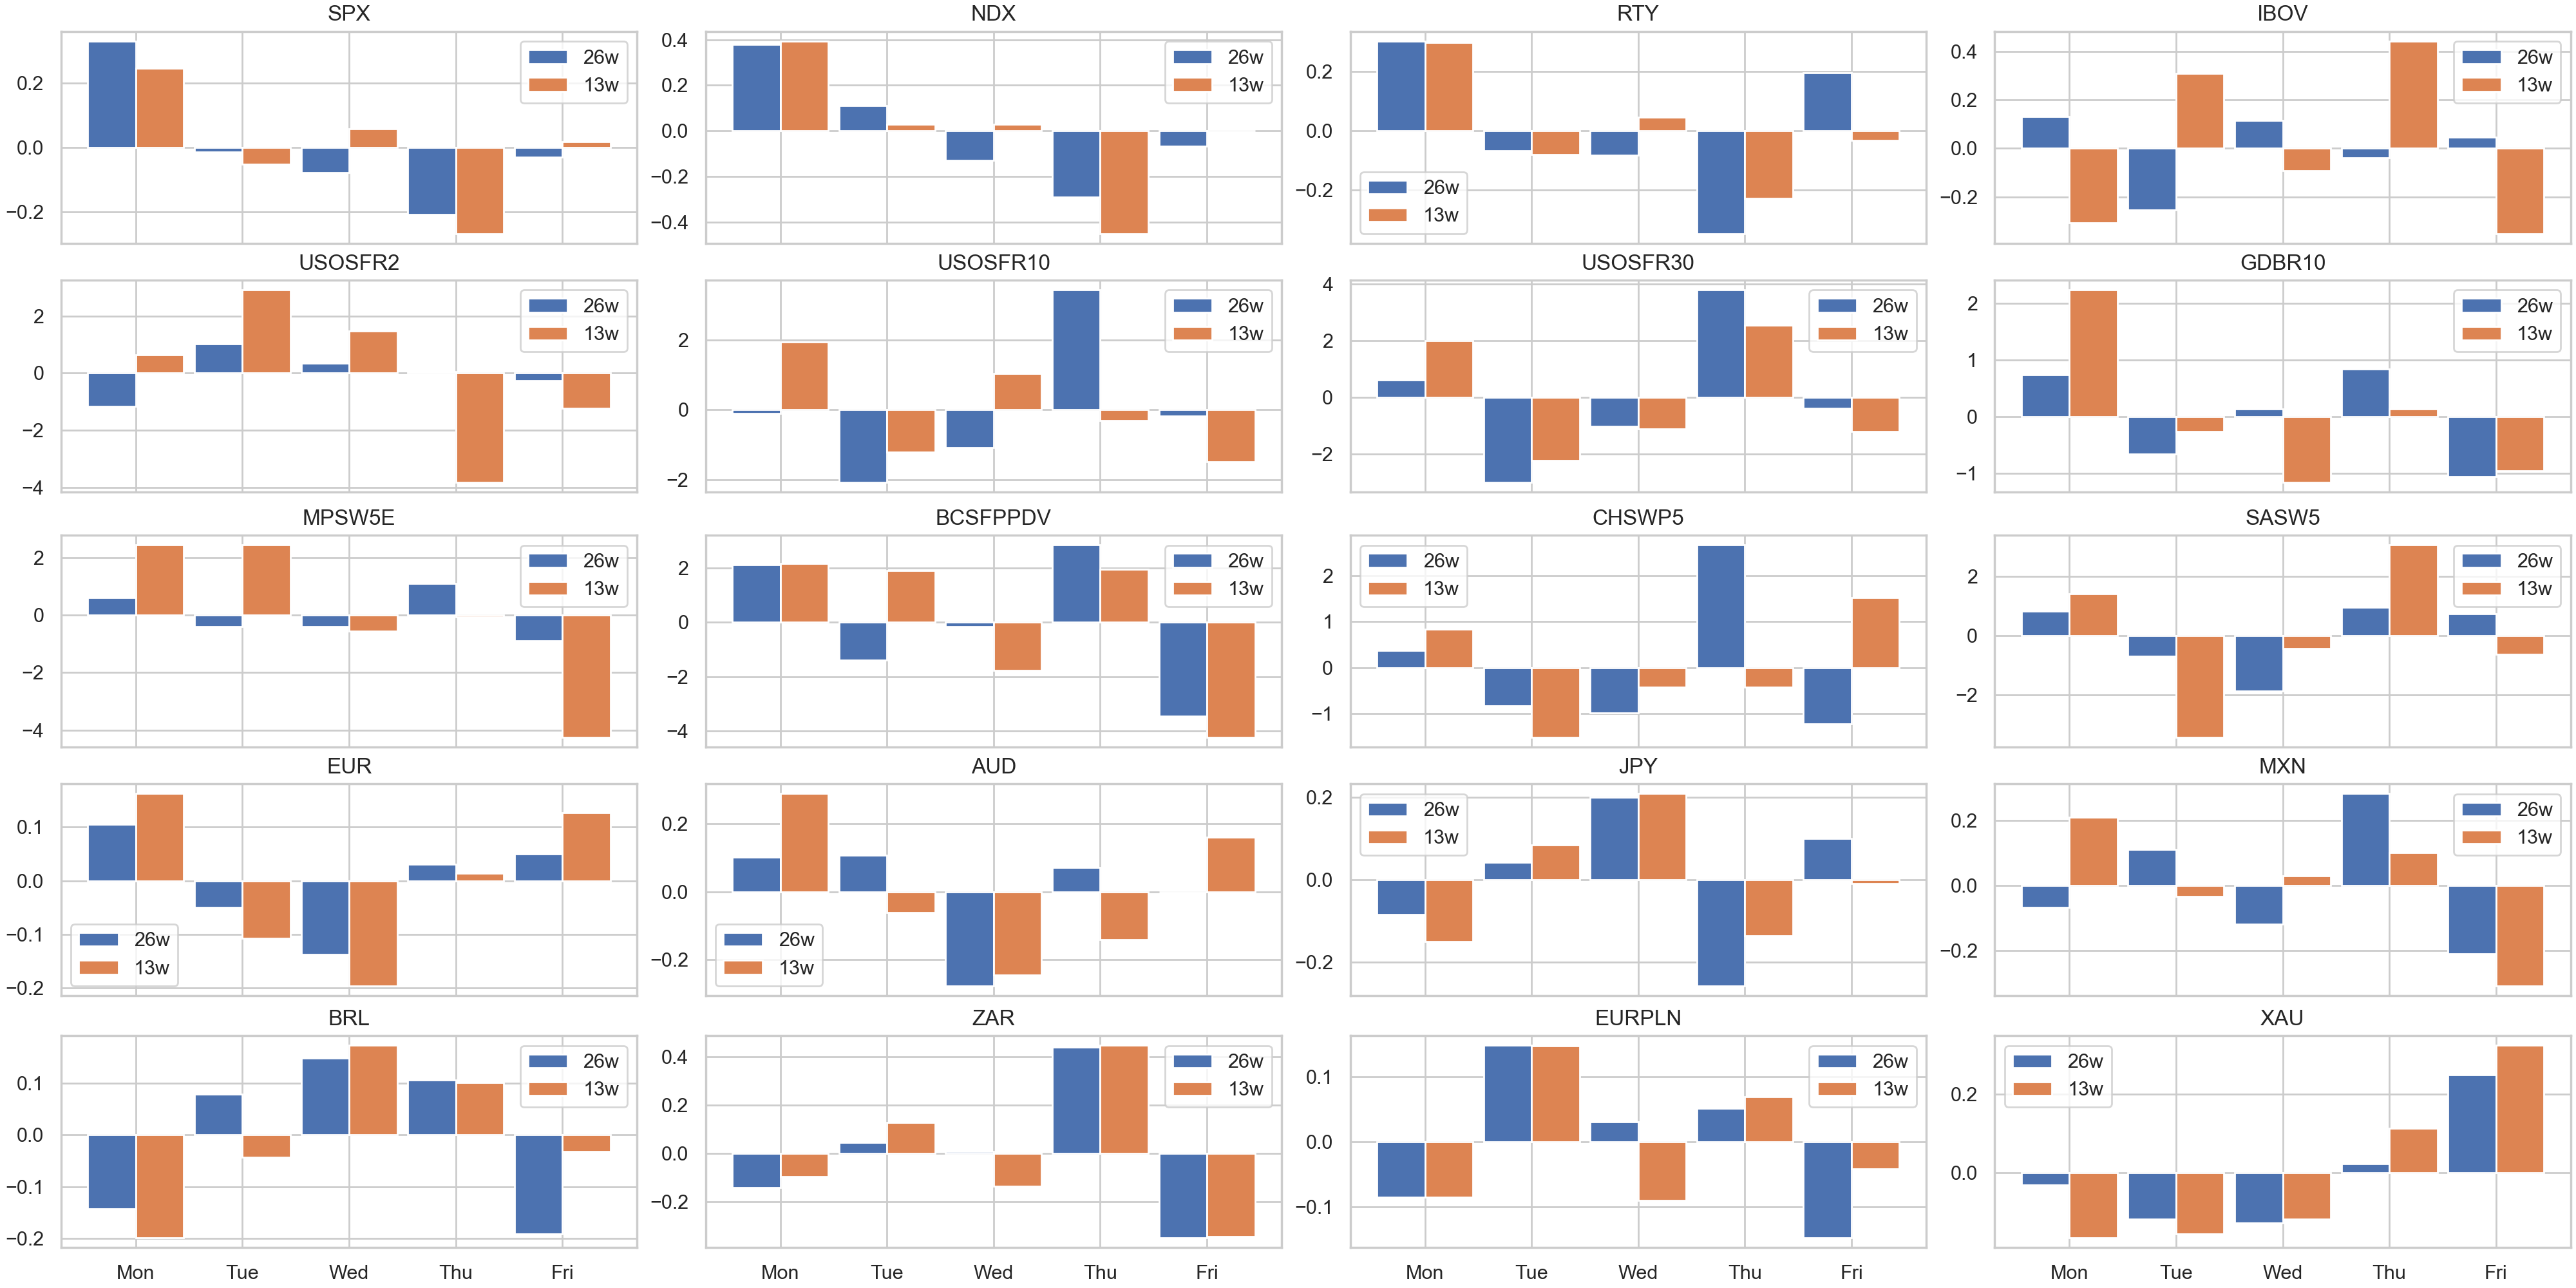 SPX
0.2
0.0
−0.2
26w
13w
NDX
0.4
0.2
0.0
−0.2
−0.4
26w
13w
RTY
0.2
0.0
−0.2
26w
13w
IBOV
0.4
0.2
0.0
−0.2
26w
13w
USOSFR2
2
0
−2
−4
26w
13w
USOSFR10
2
0
−2
26w
13w
USOSFR30
4
2
0
−2
26w
13w
GDBR10
2
1
0
−1
26w
13w
MPSW5E
2
0
−2
−4
26w
13w
BCSFPPDV
2
0
−2
−4
26w
13w
CHSWP5
2
1
0
−1
26w
13w
SASW5
2
0
−2
26w
13w
EUR
0.1
0.0
−0.1
−0.2
26w
13w
AUD
0.2
0.0
−0.2
26w
13w
JPY
0.2
0.0
−0.2
26w
13w
MXN
0.2
0.0
−0.2
26w
13w
BRL
0.1
0.0
−0.1
−0.2
26w
13w
Mon Tue Wed Thu Fri
ZAR
0.4
0.2
0.0
−0.2
26w
13w
Mon Tue Wed Thu Fri
EURPLN
0.1
0.0
−0.1
26w
13w
Mon Tue Wed Thu Fri
XAU
0.2
0.0
26w
13w
Mon Tue Wed Thu Fri